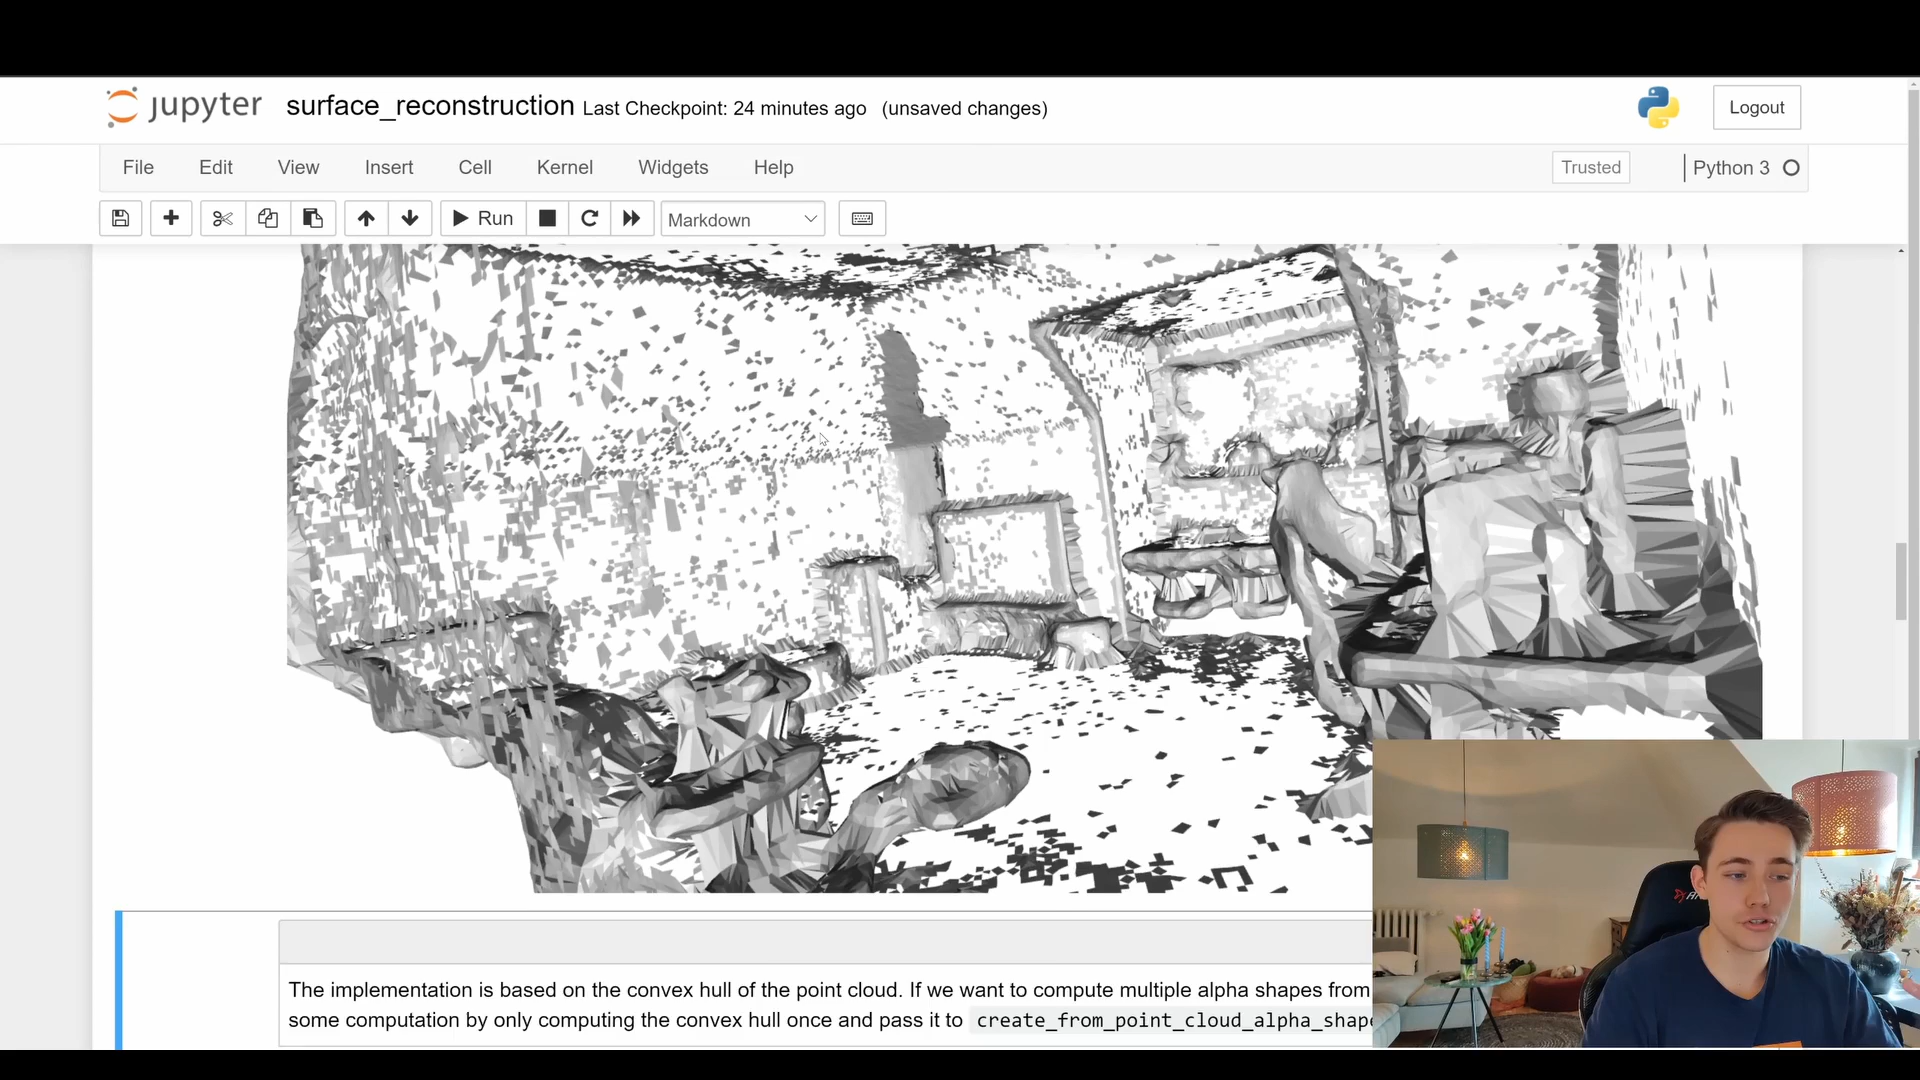 jupyter surface_reconstruction Last Checkpoint: 24 minutes ago (unsaved changes) Logout
File Edit View Insert Cell Kernel Widgets Help Trusted Python 3
Run Markdown
The implementation is based on the convex hull of the point cloud. If we want to compute multiple alpha shapes from
some computation by only computing the convex hull once and pass it to create_from_point_cloud_alpha_shape